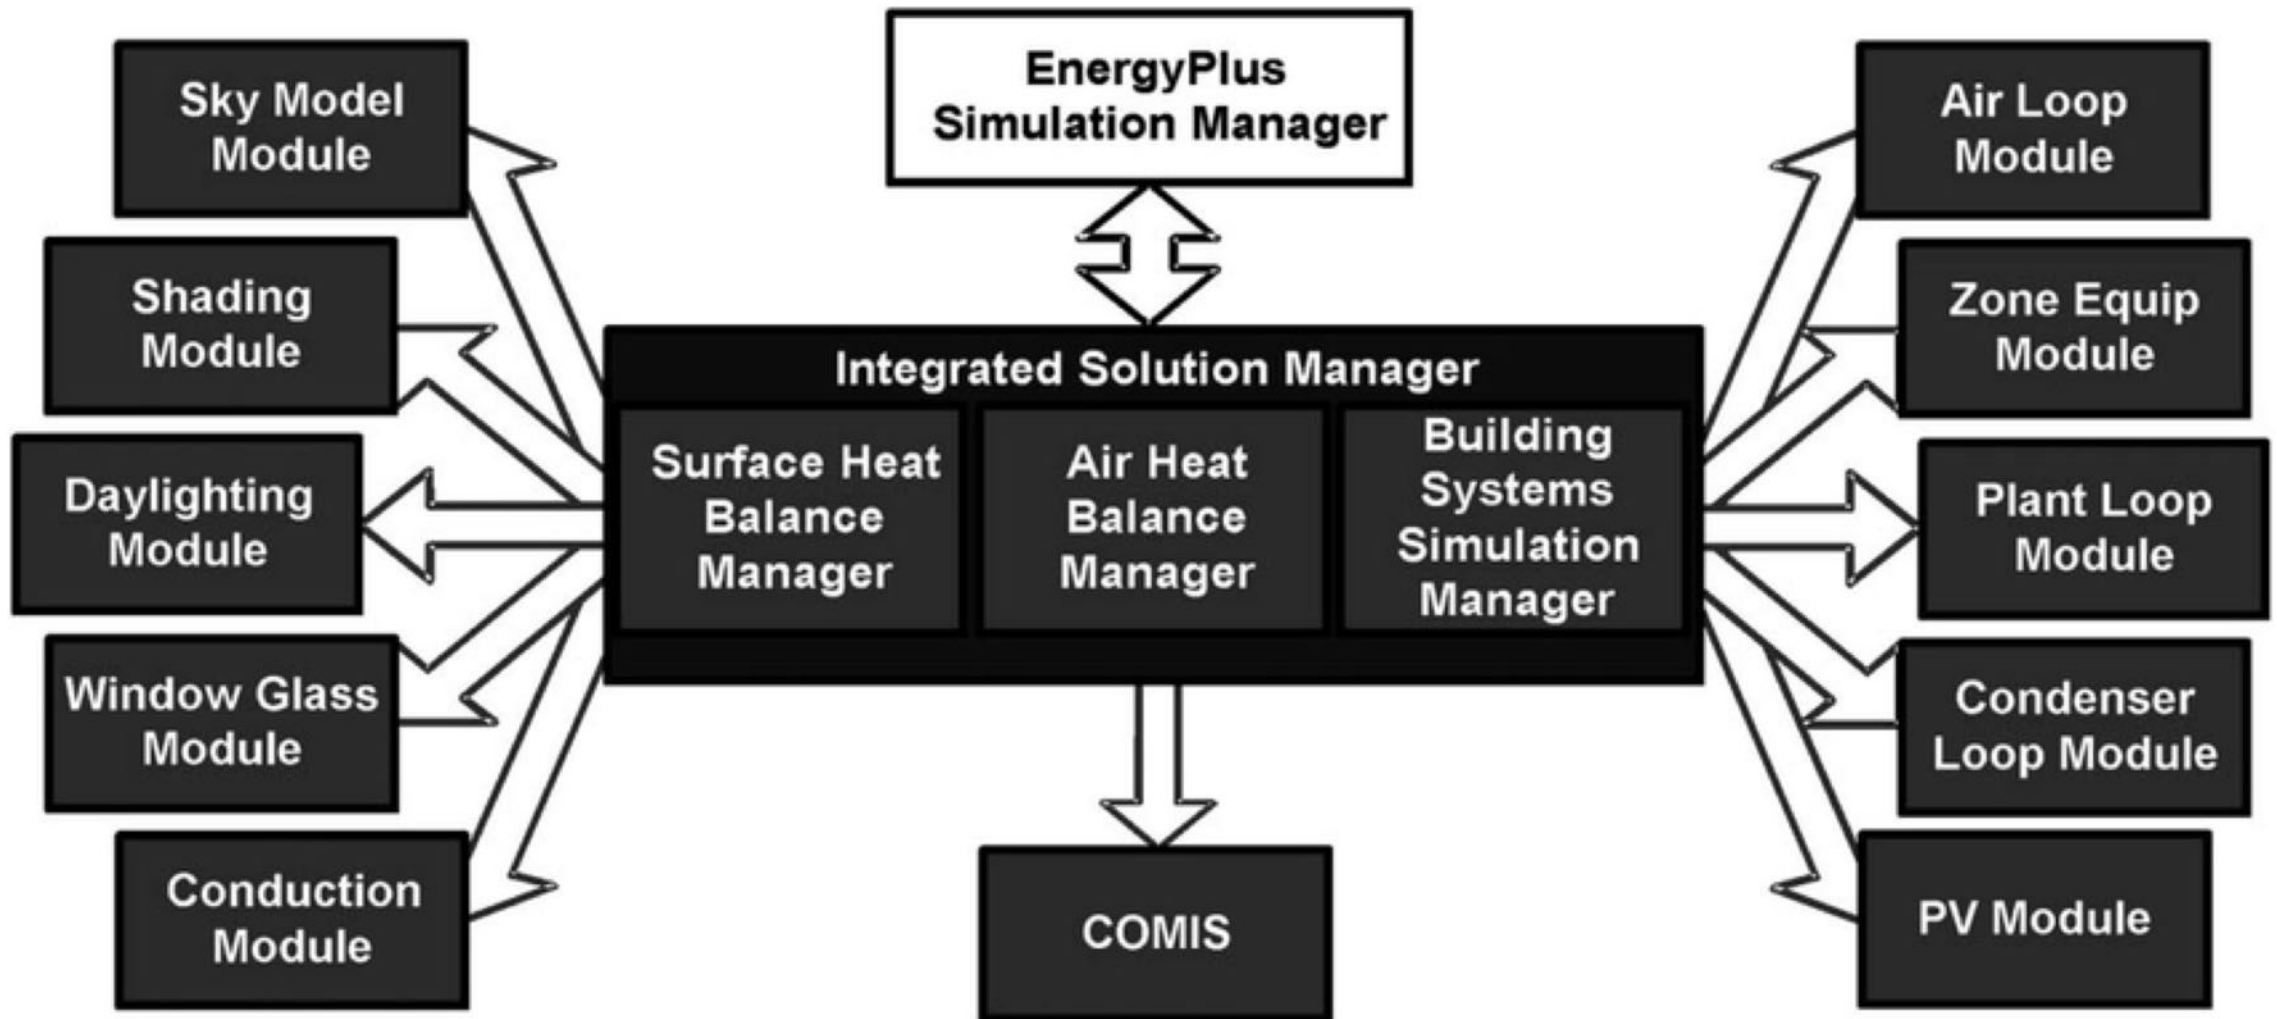 EnergyPlus
Simulation Manager
Sky Model
Module
Shading
Module
Daylighting
Module
Window Glass
Module
Conduction
Module
Integrated Solution Manager
Surface Heat
Balance
Manager
Air Heat
Balance
Manager
Building
Systems
Simulation
Manager
COMIS
Air Loop
Module
Zone Equip
Module
Plant Loop
Module
Condenser
Loop Module
PV Module